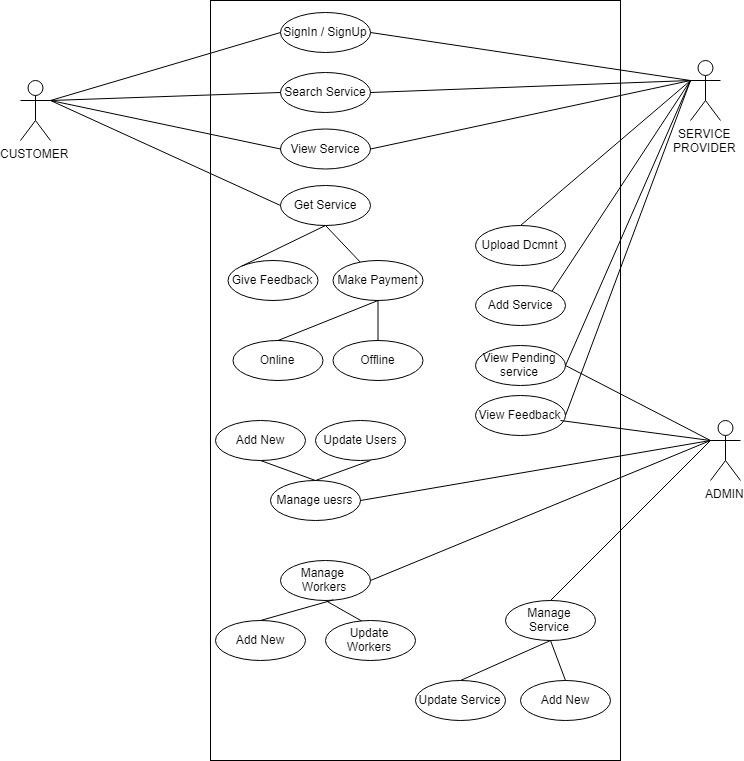 SignIn / SignUp
Search Service
CUSTOMER
SERVICE
PROVIDER
View Service
Get Service
Upload Dcmnt
Give Feedback
Make Payment
Add Service
Online
Offline
View Pending
service
View Feedback
Add New
Update Users
Manage uesrs
ADMIN
Manage
Workers
Add New
Update
Workers
Manage
Service
Update Service
Add New